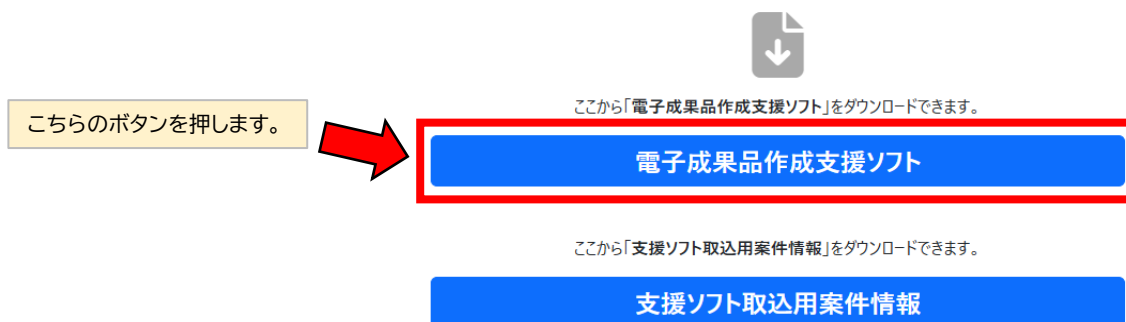 ここから「電子成果品作成支援ソフト」をダウンロードできます。
こちらのボタンを押します。
電子成果品作成支援ソフト
ここから「支援ソフト取込用案件情報」をダウンロードできます。
支援ソフト取込用案件情報